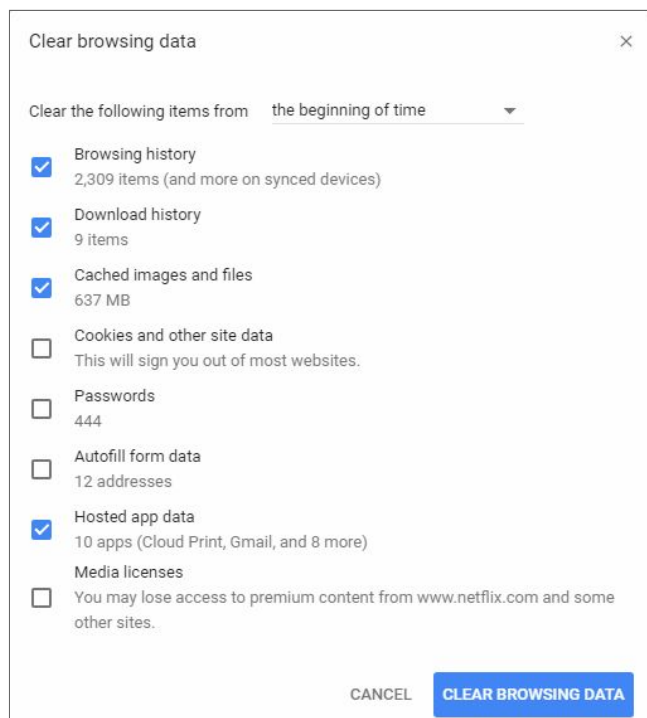 Clear browsing data
Clear the following items from the beginning of time
Browsing history
2,309 items (and more on synced devices)
Download history
9 items
Cached images and files
637 MB
Cookies and other site data
This will sign you out of most websites.
Passwords
444
Autofill form data
12 addresses
Hosted app data
10 apps (Cloud Print, Gmail, and 8 more)
Media licenses
You may lose access to premium content from www.netflix.com and some
other sites.
CANCEL CLEAR BROWSING DATA